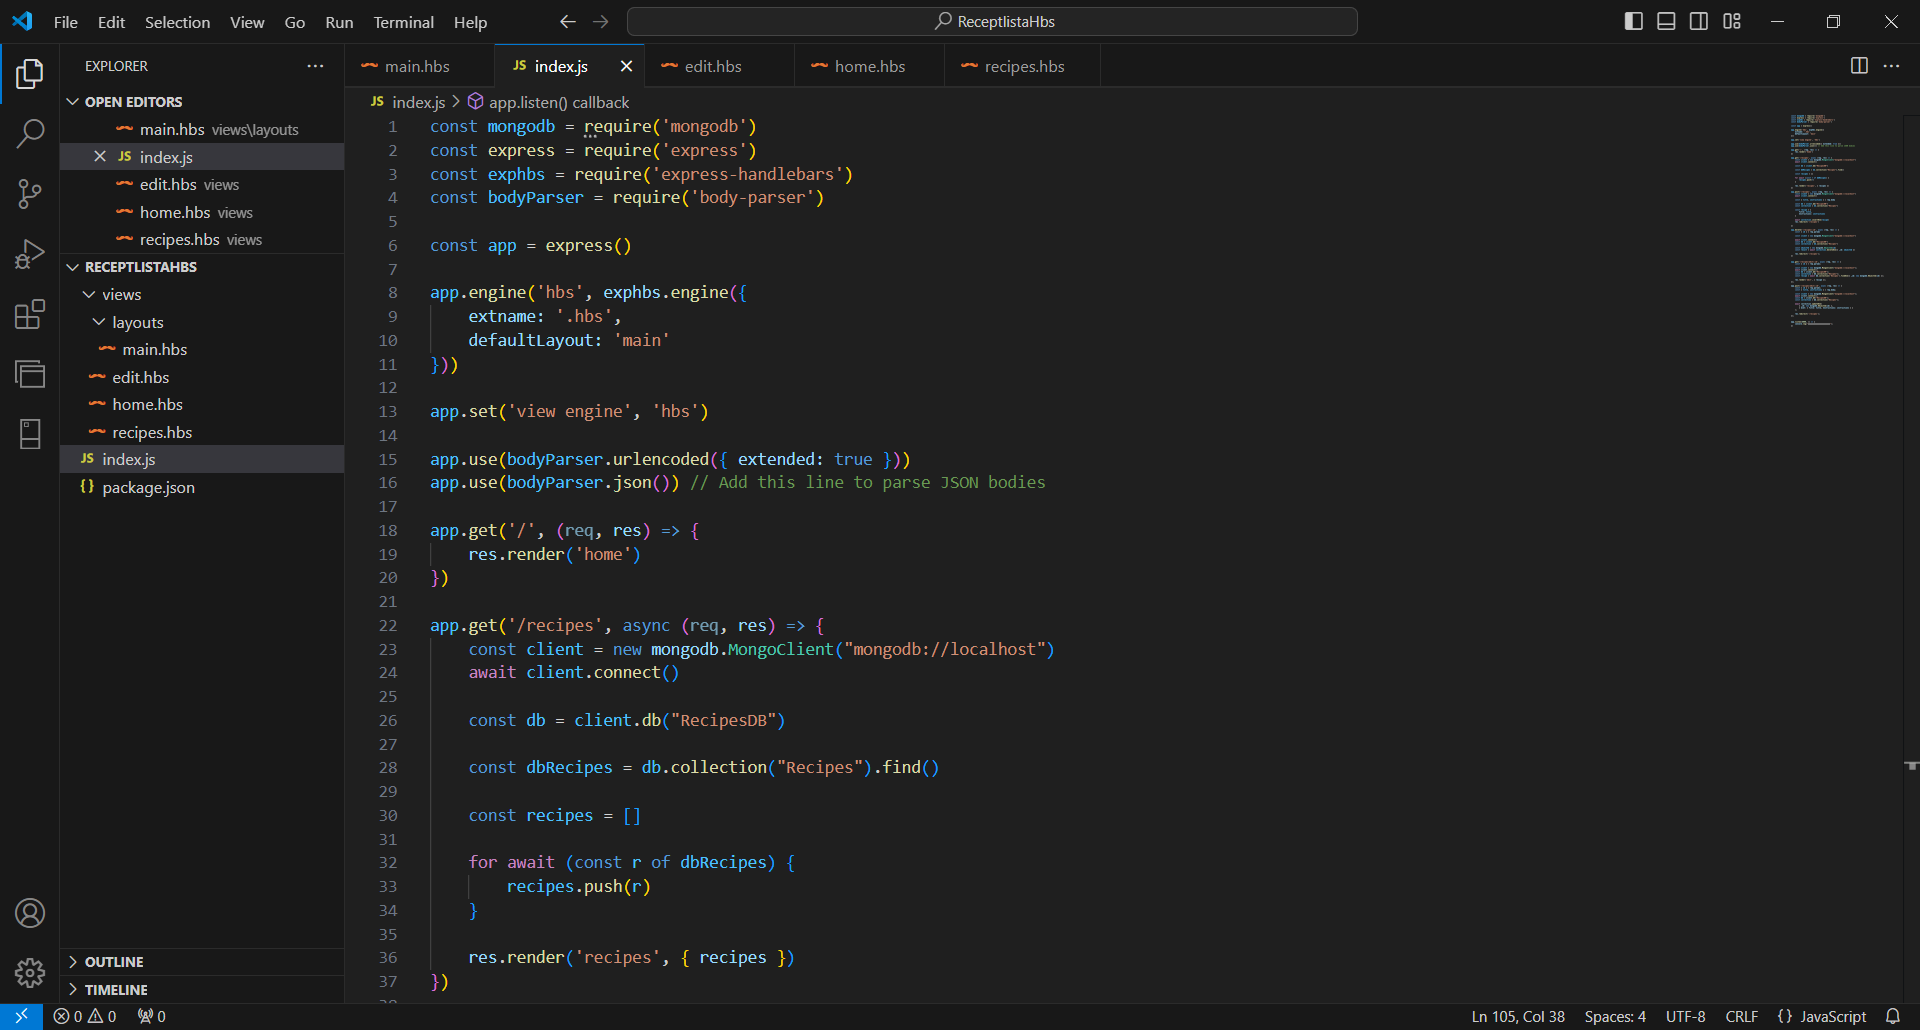 File Edit Selection View Go Run Terminal Help
ReceptlistaHbs
EXPLORER
OPEN EDITORS
main.hbs views\layouts
JS index.js
edit.hbs views
home.hbs views
recipes.hbs views
RECEPTLISTAHBS
views
layouts
main.hbs
edit.hbs
home.hbs
recipes.hbs
JS index.js
{} package.json
OUTLINE
TIMELINE
main.hbs JS index.js edit.hbs home.hbs recipes.hbs
JS index.js > app.listen() callback
1 const mongodb = require('mongodb')
2 const express = require('express')
3 const exphbs = require('express-handlebars')
4 const bodyParser = require('body-parser')
5
6 const app = express()
7
8 app.engine('hbs', exphbs.engine({
9 extname: '.hbs',
10 defaultLayout: 'main'
11 }))
12
13 app.set('view engine', 'hbs')
14
15 app.use(bodyParser.urlencoded({ extended: true }))
16 app.use(bodyParser.json()) // Add this line to parse JSON bodies
17
18 app.get('/', (req, res) => {
19 res.render('home')
20 })
21
22 app.get('/recipes', async (req, res) => {
23 const client = new mongodb.MongoClient("mongodb://localhost")
24 await client.connect()
25
26 const db = client.db("RecipesDB")
27
28 const dbRecipes = db.collection("Recipes").find()
29
30 const recipes = []
31
32 for await (const r of dbRecipes) {
33 recipes.push(r)
34 }
35
36 res.render('recipes', { recipes })
37 })
0 0 0
Ln 105, Col 38 Spaces: 4 UTF-8 CRLF {} JavaScript